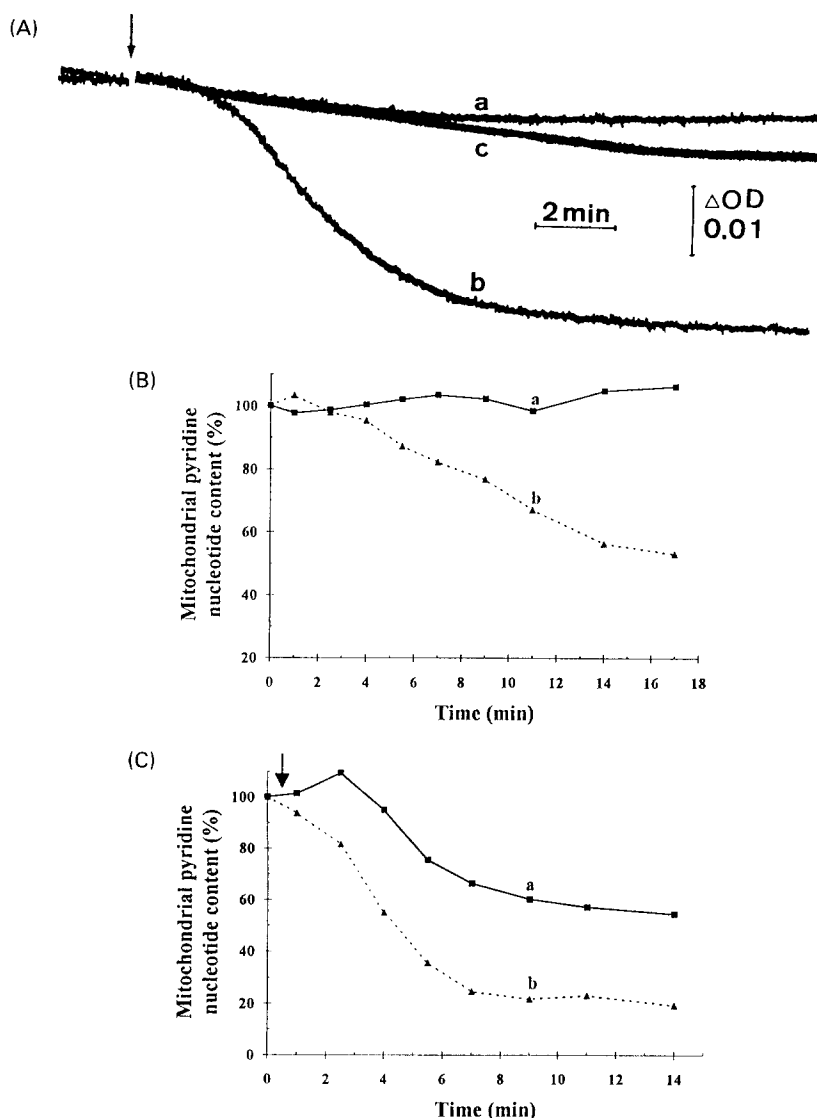 (A)
a
c
2 min
△OD
0.01
b
(B)
Mitochondrial pyridine
nucleotide content (%)
100
80
60
40
20
a
b
0 2 4 6 8 10 12 14 16 18
Time (min)
(C)
Mitochondrial pyridine
nucleotide content (%)
100
80
60
40
20
0
a
b
0 2 4 6 8 10 12 14
Time (min)